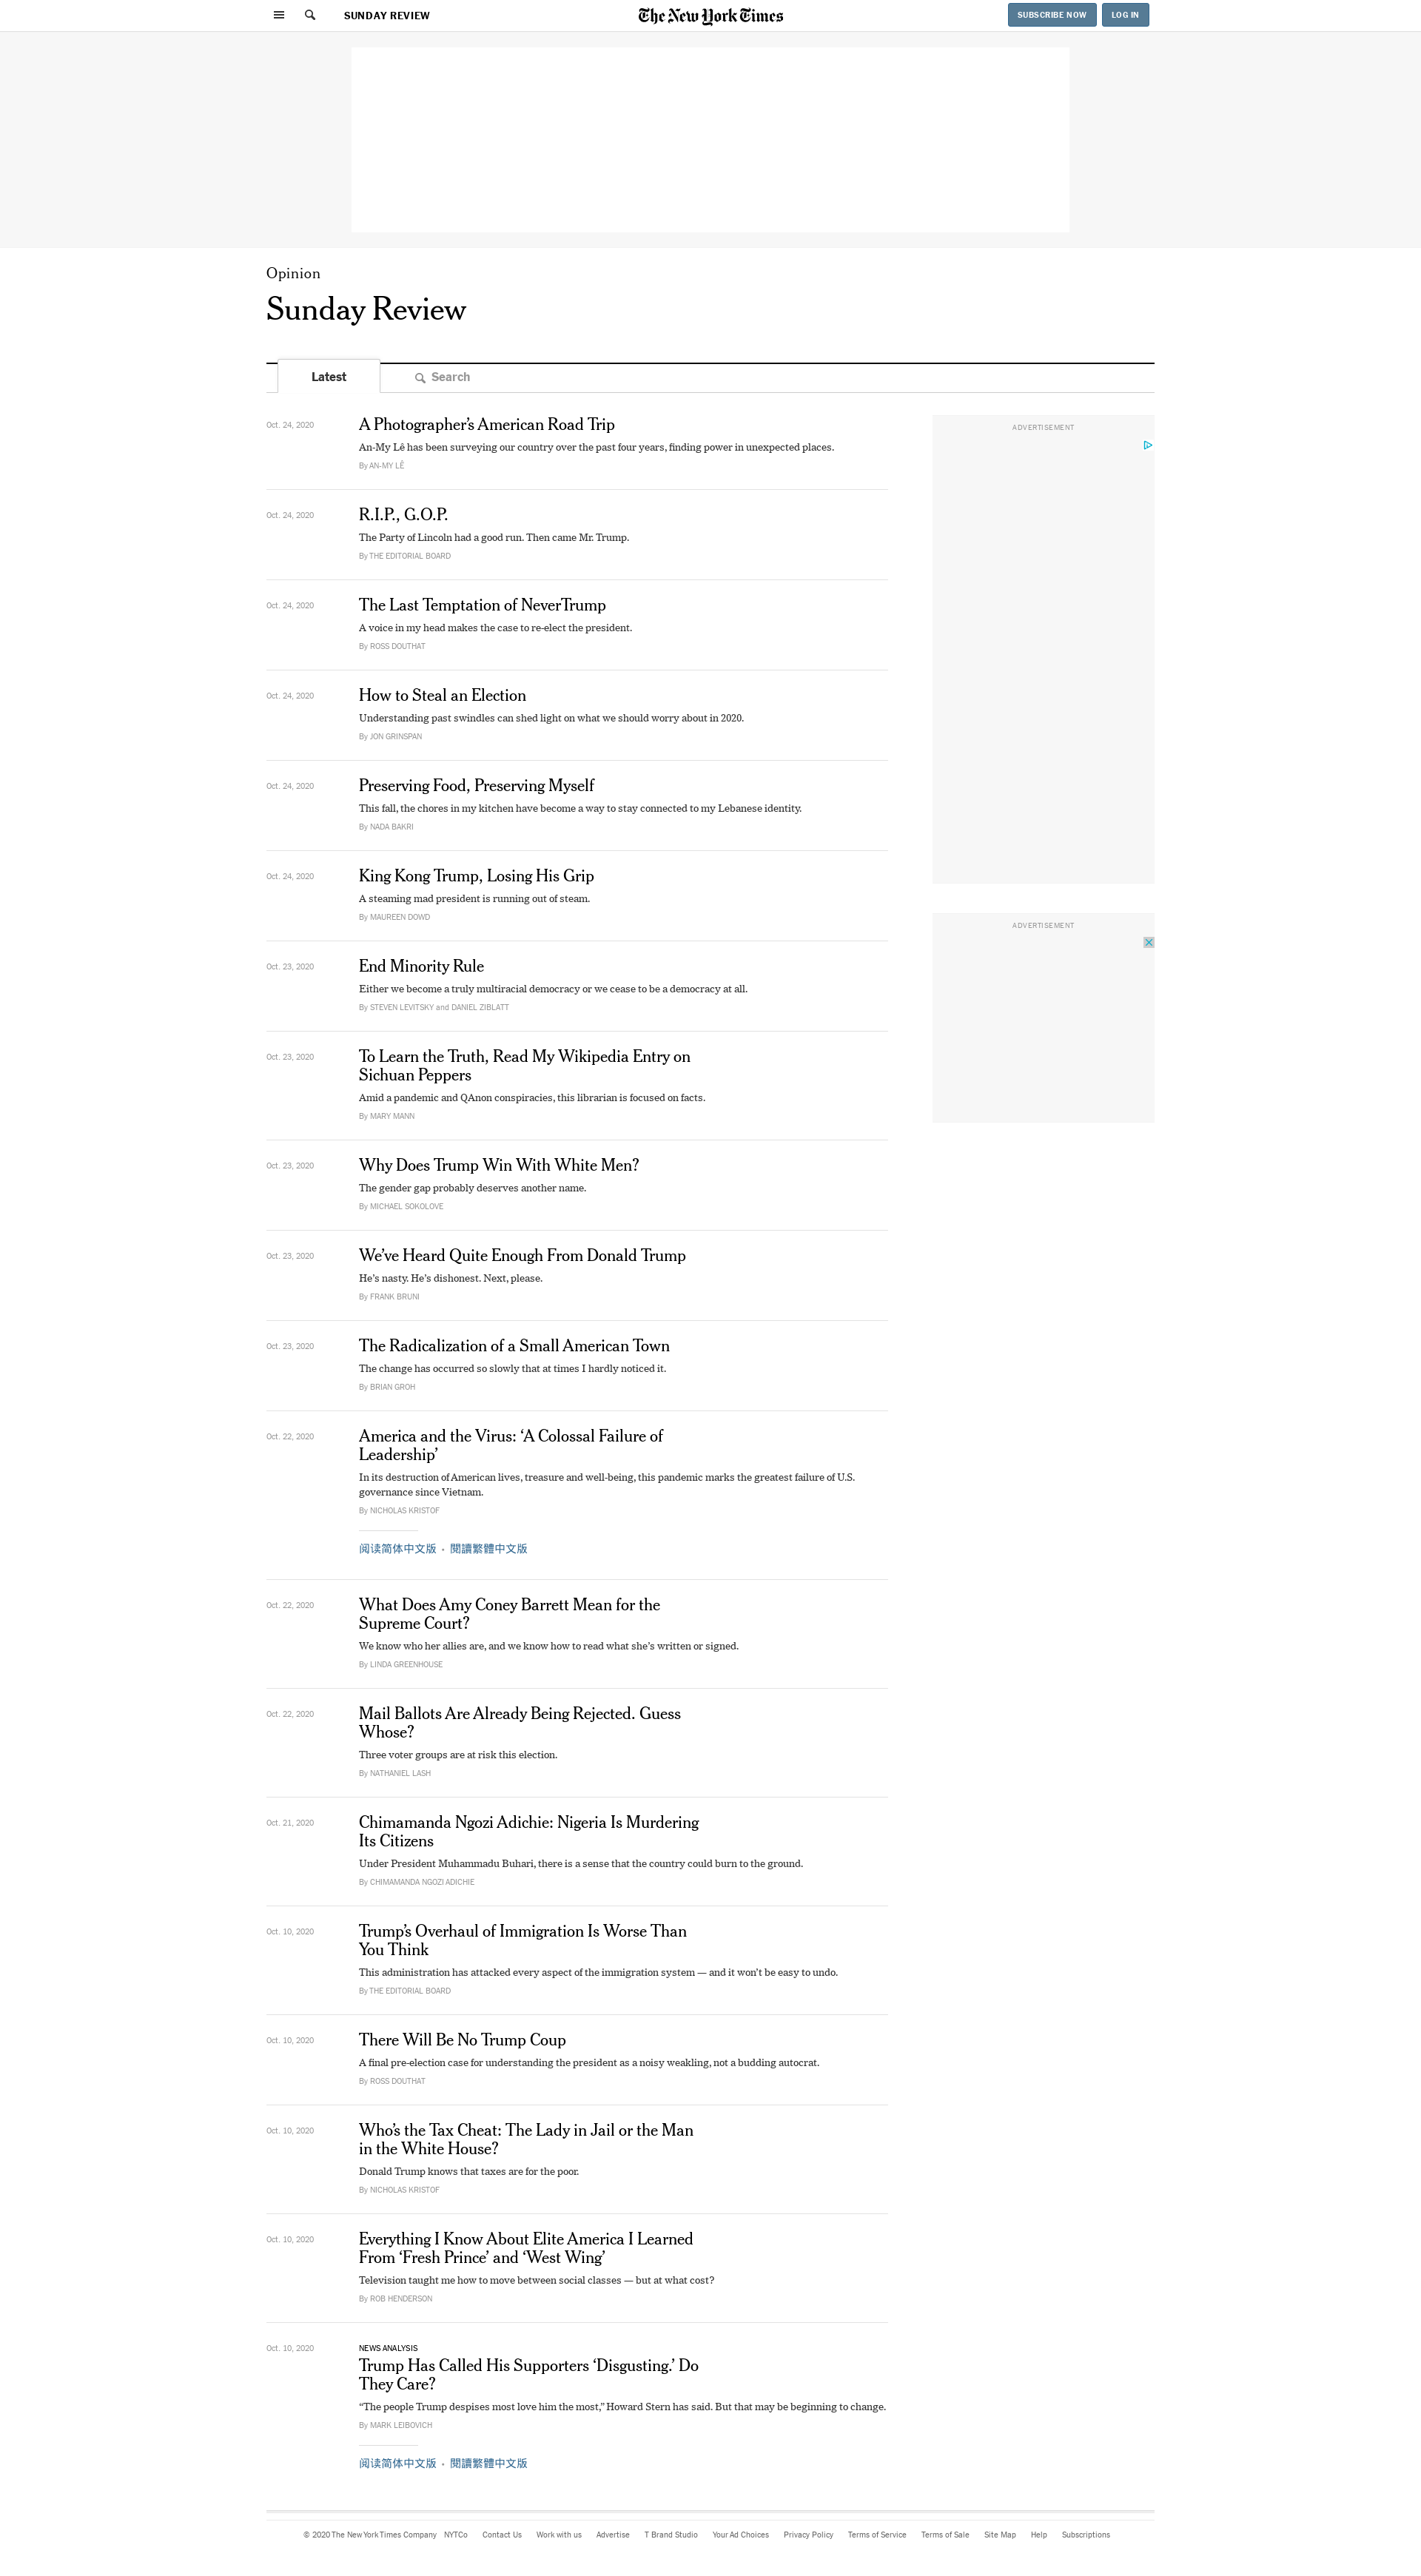 SUNDAY REVIEW
The New York Times
SUBSCRIBE NOW
LOG IN
Opinion
Sunday Review
Latest
Search
Oct. 24, 2020
A Photographer’s American Road Trip
An-My Lê has been surveying our country over the past four years, finding power in unexpected places.
By AN-MY LÊ
ADVERTISEMENT
Oct. 24, 2020
R.I.P., G.O.P.
The Party of Lincoln had a good run. Then came Mr. Trump.
By THE EDITORIAL BOARD
Oct. 24, 2020
The Last Temptation of NeverTrump
A voice in my head makes the case to re-elect the president.
By ROSS DOUTHAT
Oct. 24, 2020
How to Steal an Election
Understanding past swindles can shed light on what we should worry about in 2020.
By JON GRINSPAN
Oct. 24, 2020
Preserving Food, Preserving Myself
This fall, the chores in my kitchen have become a way to stay connected to my Lebanese identity.
By NADA BAKRI
Oct. 24, 2020
King Kong Trump, Losing His Grip
A steaming mad president is running out of steam.
By MAUREEN DOWD
ADVERTISEMENT
Oct. 23, 2020
End Minority Rule
Either we become a truly multiracial democracy or we cease to be a democracy at all.
By STEVEN LEVITSKY and DANIEL ZIBLATT
Oct. 23, 2020
To Learn the Truth, Read My Wikipedia Entry on
Sichuan Peppers
Amid a pandemic and QAnon conspiracies, this librarian is focused on facts.
By MARY MANN
Oct. 23, 2020
Why Does Trump Win With White Men?
The gender gap probably deserves another name.
By MICHAEL SOKOLOVE
Oct. 23, 2020
We’ve Heard Quite Enough From Donald Trump
He’s nasty. He’s dishonest. Next, please.
By FRANK BRUNI
Oct. 23, 2020
The Radicalization of a Small American Town
The change has occurred so slowly that at times I hardly noticed it.
By BRIAN GROH
Oct. 22, 2020
America and the Virus: ‘A Colossal Failure of
Leadership’
In its destruction of American lives, treasure and well-being, this pandemic marks the greatest failure of U.S.
governance since Vietnam.
By NICHOLAS KRISTOF
阅读简体中文版 • 閱讀繁體中文版
Oct. 22, 2020
What Does Amy Coney Barrett Mean for the
Supreme Court?
We know who her allies are, and we know how to read what she’s written or signed.
By LINDA GREENHOUSE
Oct. 22, 2020
Mail Ballots Are Already Being Rejected. Guess
Whose?
Three voter groups are at risk this election.
By NATHANIEL LASH
Oct. 21, 2020
Chimamanda Ngozi Adichie: Nigeria Is Murdering
Its Citizens
Under President Muhammadu Buhari, there is a sense that the country could burn to the ground.
By CHIMAMANDA NGOZI ADICHIE
Oct. 10, 2020
Trump’s Overhaul of Immigration Is Worse Than
You Think
This administration has attacked every aspect of the immigration system — and it won’t be easy to undo.
By THE EDITORIAL BOARD
Oct. 10, 2020
There Will Be No Trump Coup
A final pre-election case for understanding the president as a noisy weakling, not a budding autocrat.
By ROSS DOUTHAT
Oct. 10, 2020
Who’s the Tax Cheat: The Lady in Jail or the Man
in the White House?
Donald Trump knows that taxes are for the poor.
By NICHOLAS KRISTOF
Oct. 10, 2020
Everything I Know About Elite America I Learned
From ‘Fresh Prince’ and ‘West Wing’
Television taught me how to move between social classes — but at what cost?
By ROB HENDERSON
Oct. 10, 2020
NEWS ANALYSIS
Trump Has Called His Supporters ‘Disgusting.’ Do
They Care?
“The people Trump despises most love him the most,” Howard Stern has said. But that may be beginning to change.
By MARK LEIBOVICH
阅读简体中文版 • 閱讀繁體中文版
© 2020 The New York Times Company NYTCo Contact Us Work with us Advertise T Brand Studio Your Ad Choices Privacy Policy Terms of Service Terms of Sale Site Map Help Subscriptions